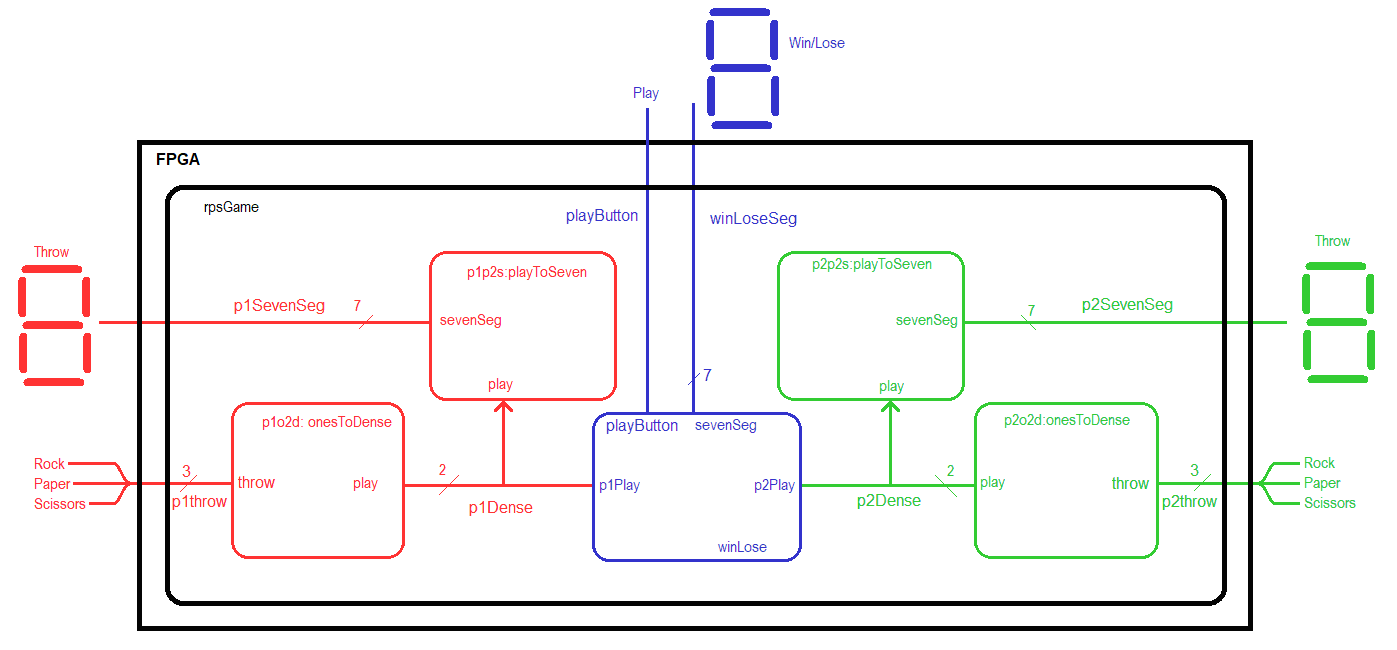 Win/Lose
Play
FPGA
rpsGame
playButton
winLoseSeg
Throw
p1SevenSeg
7
p1p2s:playToSeven
sevenSeg
play
p2p2s:playToSeven
sevenSeg
play
7
p2SevenSeg
Throw
7
Rock
Paper
Scissors
3
p1throw
p1o2d: onesToDense
throw
play
2
p1Dense
playButton
sevenSeg
p1Play
p2Play
winLose
2
p2Dense
p2o2d:onesToDense
play
throw
3
p2throw
Rock
Paper
Scissors